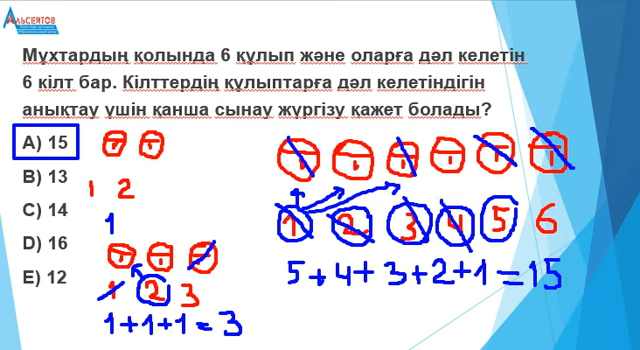 АЛЬСЕИТОВ
Мұхтардың қолында 6 құлып және оларға дәл келетін
6 кілт бар. Кілттердің құлыптарға дәл келетіндігін
анықтау үшін қанша сынау жүргізу қажет болады?
A) 15
B) 13
C) 14
D) 16
E) 12
1 2
1
1 2 3
1+1+1=3
1 2 3 4 5 6
5+4+3+2+1=15